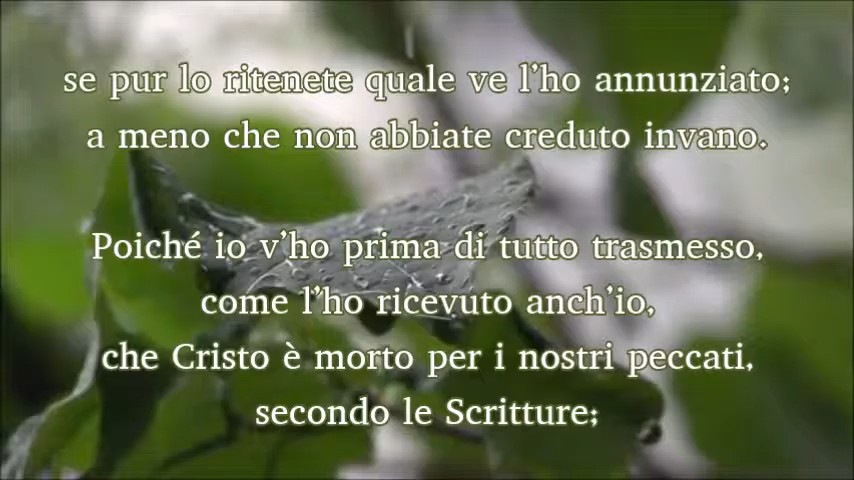 se pur lo ritenete quale ve l'ho annunziato;
a meno che non abbiate creduto invano.
Poiché io v'ho prima di tutto trasmesso,
come l'ho ricevuto anch'io,
che Cristo è morto per i nostri peccati,
secondo le Scritture;